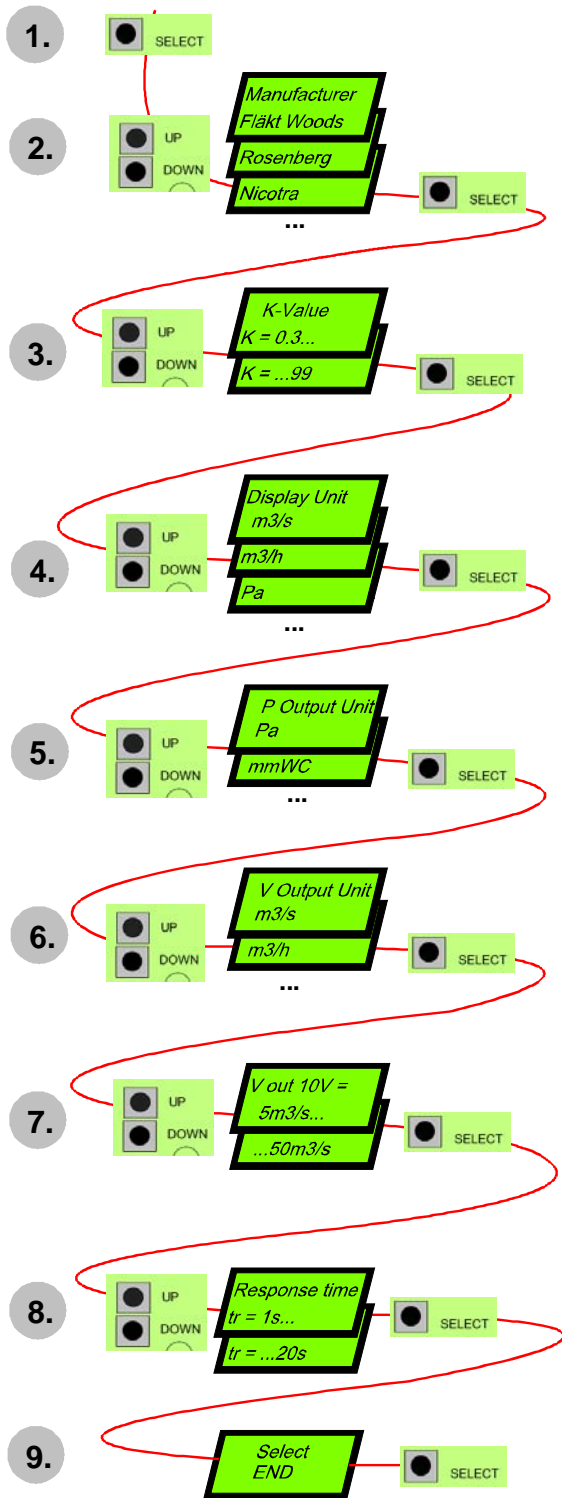 1.
SELECT
2.
UP
DOWN
Manufacturer
Fläkt Woods
Rosenberg
Nicotra
...
SELECT
3.
UP
DOWN
K-Value
K = 0.3...
K = ...99
SELECT
4.
UP
DOWN
Display Unit
m3/s
m3/h
Pa
...
SELECT
5.
UP
DOWN
P Output Unit
Pa
mmWC
...
SELECT
6.
UP
DOWN
V Output Unit
m3/s
m3/h
...
SELECT
7.
UP
DOWN
V out 10V =
5m3/s...
...50m3/s
SELECT
8.
UP
DOWN
Response time
tr = 1s...
tr = ...20s
SELECT
9.
Select
END
SELECT